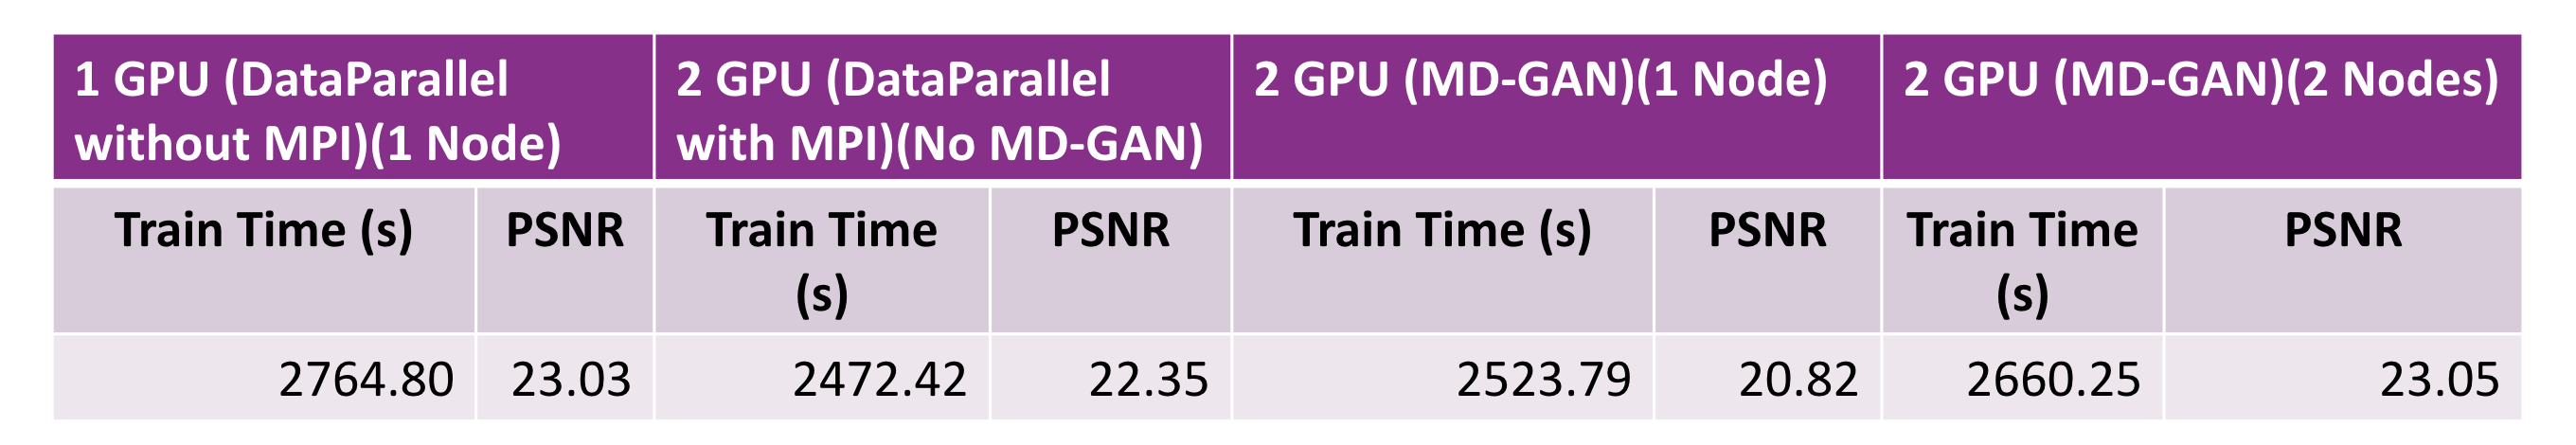 1 GPU (DataParallel
without MPI)(1 Node)
2 GPU (DataParallel
with MPI)(No MD-GAN)
2 GPU (MD-GAN)(1 Node)
2 GPU (MD-GAN)(2 Nodes)
Train Time (s)
PSNR
Train Time
(s)
PSNR
Train Time (s)
PSNR
Train Time
(s)
PSNR
2764.80
23.03
2472.42
22.35
2523.79
20.82
2660.25
23.05